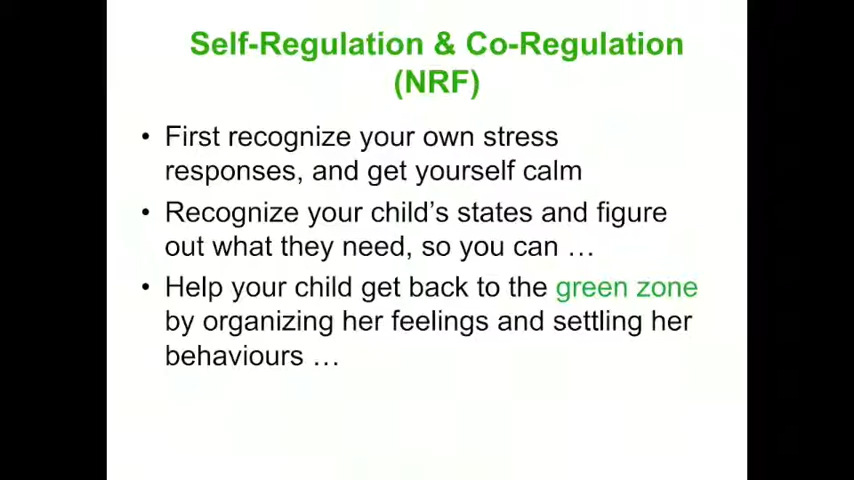 Self-Regulation & Co-Regulation
(NRF)
• First recognize your own stress
responses, and get yourself calm
• Recognize your child’s states and figure
out what they need, so you can …
• Help your child get back to the green zone
by organizing her feelings and settling her
behaviours …